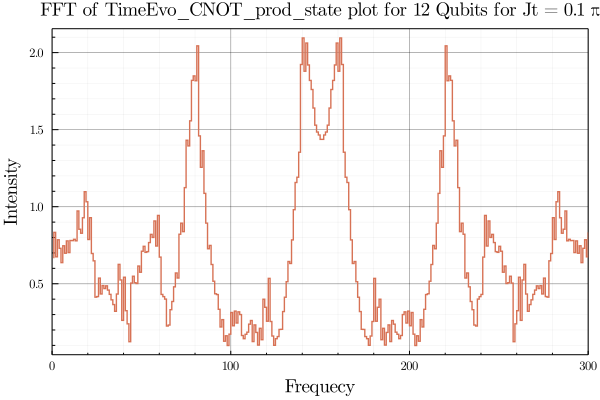 FFT of TimeEvo_CNOT_prod_state plot for 12 Qubits for Jt = 0.1 π
2.0
1.5
1.0
0.5
Intensity
0
100
200
300
Frequecy